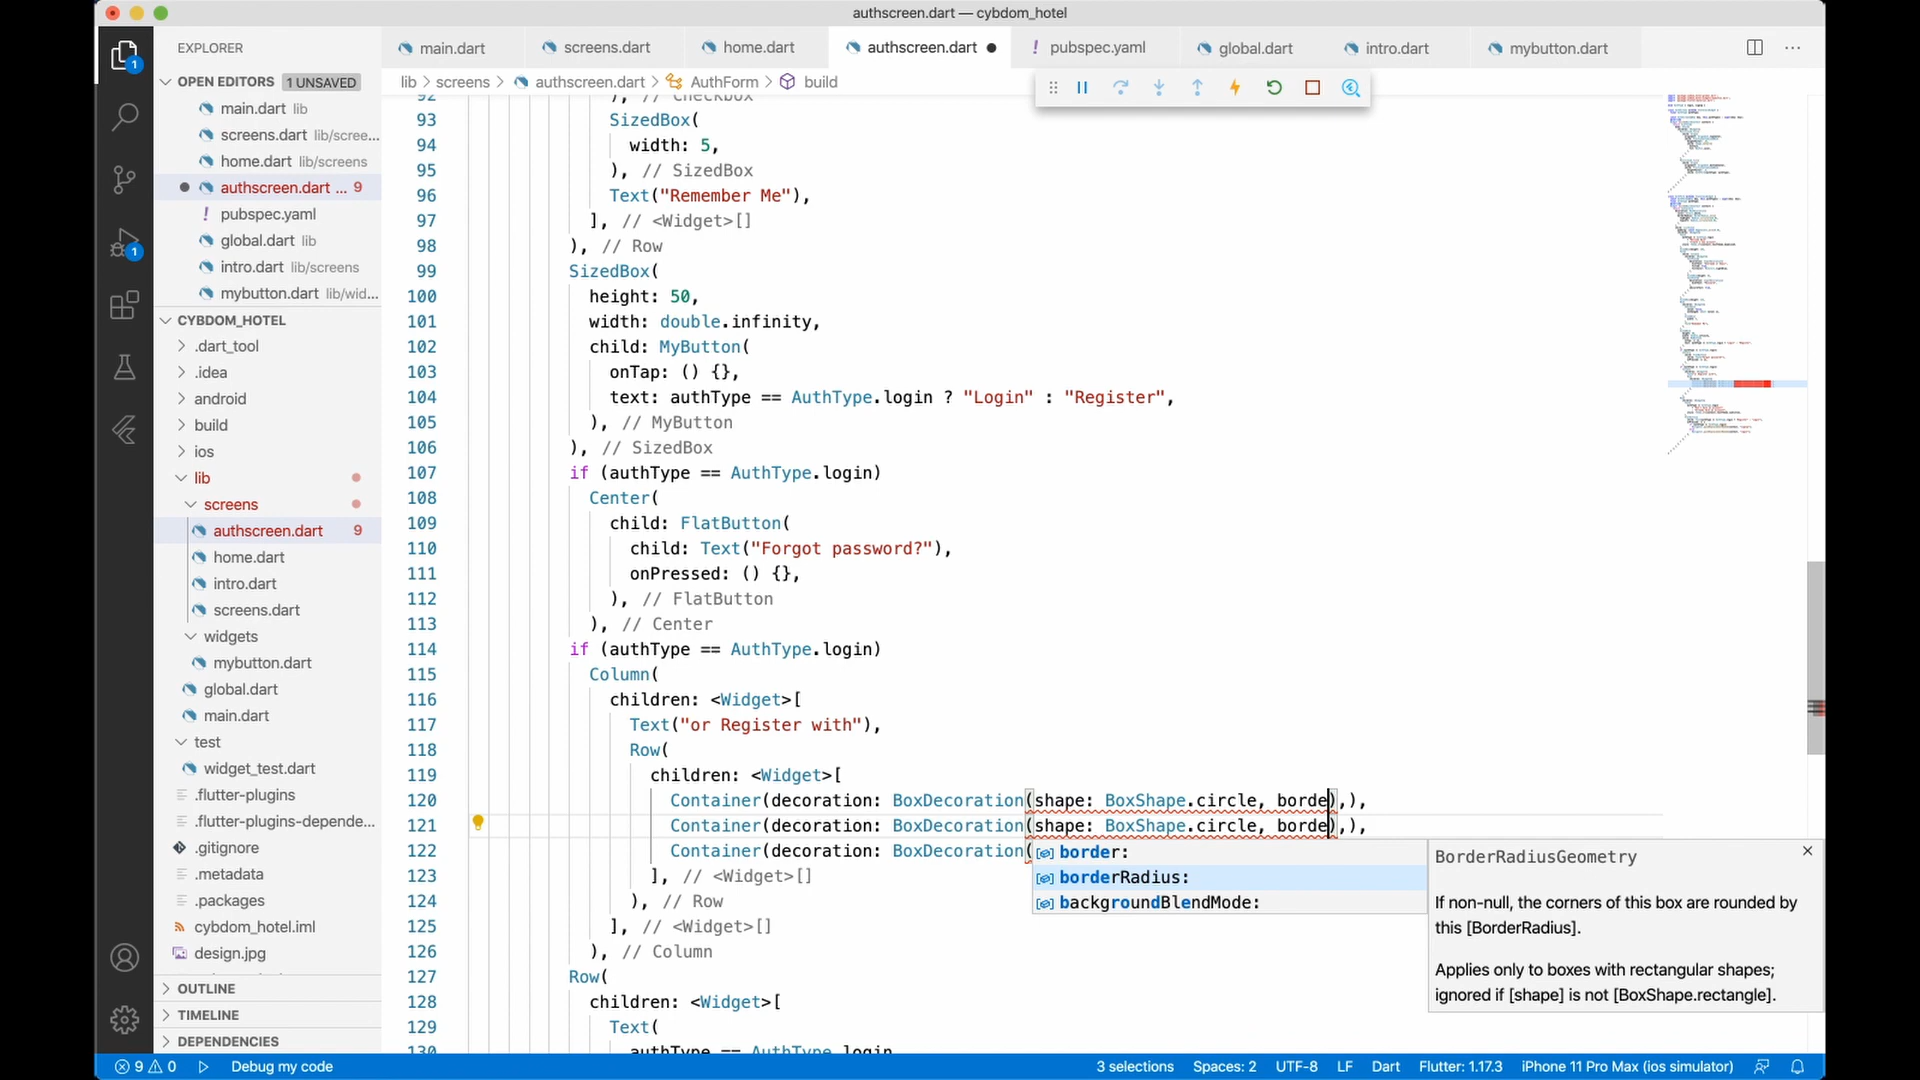 authscreen.dart — cybdom_hotel
EXPLORER
main.dart
screens.dart
home.dart
authscreen.dart
! pubspec.yaml
global.dart
intro.dart
mybutton.dart
OPEN EDITORS 1 UNSAVED
lib > screens > authscreen.dart > AuthForm > build
main.dart lib
screens.dart lib/scree...
home.dart lib/screens
authscreen.dart ... 9
! pubspec.yaml
global.dart lib
intro.dart lib/screens
mybutton.dart lib/wid...
CYBDOM_HOTEL
.dart_tool
.idea
android
build
ios
lib
screens
authscreen.dart 9
home.dart
intro.dart
screens.dart
widgets
mybutton.dart
global.dart
main.dart
test
widget_test.dart
.flutter-plugins
.flutter-plugins-depende...
.gitignore
.metadata
.packages
cybdom_hotel.iml
design.jpg
OUTLINE
TIMELINE
DEPENDENCIES
92 ), // Checkbox
93 SizedBox(
94 width: 5,
95 ), // SizedBox
96 Text("Remember Me"),
97 ], // <Widget>[]
98 ), // Row
99 SizedBox(
100 height: 50,
101 width: double.infinity,
102 child: MyButton(
103 onTap: () {},
104 text: authType == AuthType.login ? "Login" : "Register",
105 ), // MyButton
106 ), // SizedBox
107 if (authType == AuthType.login)
108 Center(
109 child: FlatButton(
110 child: Text("Forgot password?"),
111 onPressed: () {},
112 ), // FlatButton
113 ), // Center
114 if (authType == AuthType.login)
115 Column(
116 children: <Widget>[
117 Text("or Register with"),
118 Row(
119 children: <Widget>[
120 Container(decoration: BoxDecoration(shape: BoxShape.circle, borde),),
121 Container(decoration: BoxDecoration(shape: BoxShape.circle, borde),),
122 Container(decoration: BoxDecoration(
123 ], // <Widget>[]
124 ), // Row
125 ], // <Widget>[]
126 ), // Column
127 Row(
128 children: <Widget>[
129 Text(
130 authType == AuthType.login
border:
borderRadius:
backgroundBlendMode:
BorderRadiusGeometry
If non-null, the corners of this box are rounded by
this [BorderRadius].
Applies only to boxes with rectangular shapes;
ignored if [shape] is not [BoxShape.rectangle].
1
1
9 0 Debug my code
3 selections Spaces: 2 UTF-8 LF Dart Flutter: 1.17.3 iPhone 11 Pro Max (ios simulator)